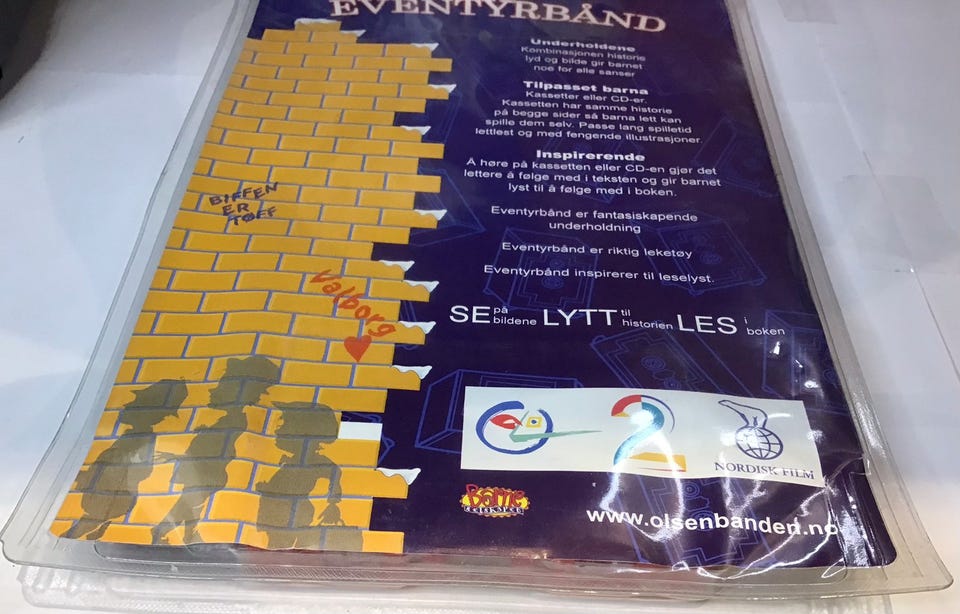 EVENTYRBÅND
Underholdene
Kombinasjonen historie
lyd og bilde gir barnet
noe for alle sanser
Tilpasset barna
Kassetter eller CD-er.
Kassetten har samme historie
på begge sider så barna lett kan
spille dem selv. Passe lang spilletid
lettlest og med fengende illustrasjoner.
Inspirerende
Å høre på kassetten eller CD-en gjør det
lettere å følge med i teksten og gir barnet
lyst til å følge med i boken.
BIFFEN
ER
TØFF
Eventyrbånd er fantasiskapende
underholdning
Eventyrbånd er riktig leketøy
Eventyrbånd inspirerer til leselyst.
Valborg
SE på bildene LYTT til historien LES i boken
2
NORDISK FILM
Barne
selskapet
www.olsenbanden.no